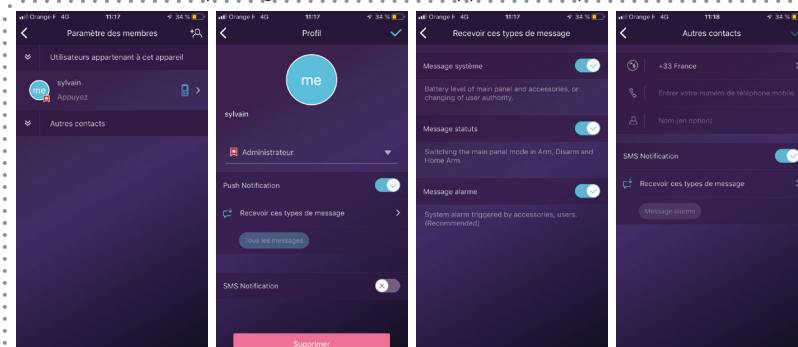 Orange F 4G 11:17 34 %
Paramètre des membres
Utilisateurs appartenant à cet appareil
me
sylvain
Appuyez
Autres contacts
Orange F 4G 11:17 34 %
Profil
me
sylvain
Administrateur
Push Notification
Recevoir ces types de message
Tous les messages
SMS Notification
Supprimer
Orange F 4G 11:17 34 %
Recevoir ces types de message
Message système
Battery level of main panel and accessories, or
changing of user authority.
Message statuts
Switching the main panel mode in Arm, Disarm and
Home Arm.
Message alarme
System alarm triggered by accessories, users.
(Recommended)
Orange F 4G 11:18 34 %
Autres contacts
+33 France
Entrer votre numéro de téléphone mobile
Nom (en option)
SMS Notification
Recevoir ces types de message
Message alarme